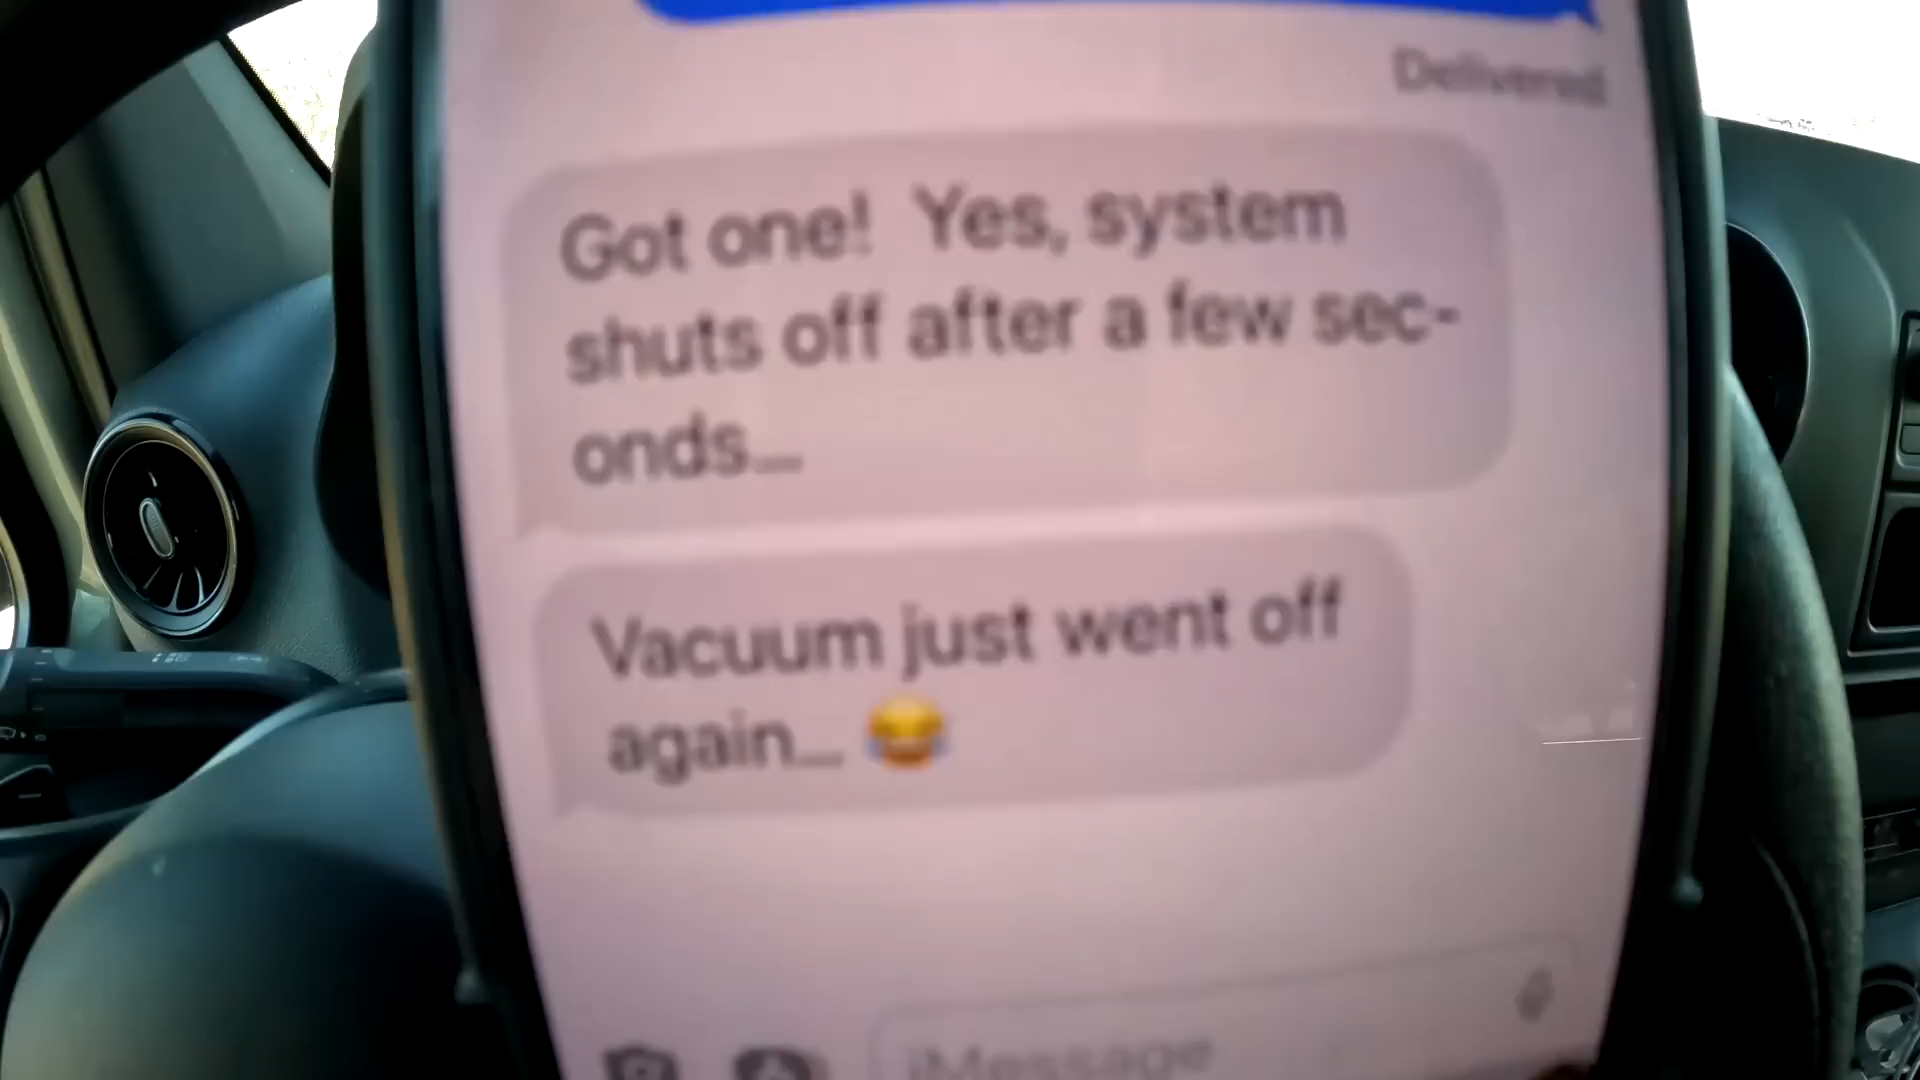 Delivered
Got one!  Yes, system
shuts off after a few sec-
onds...
Vacuum just went off
again... 😂
iMessage